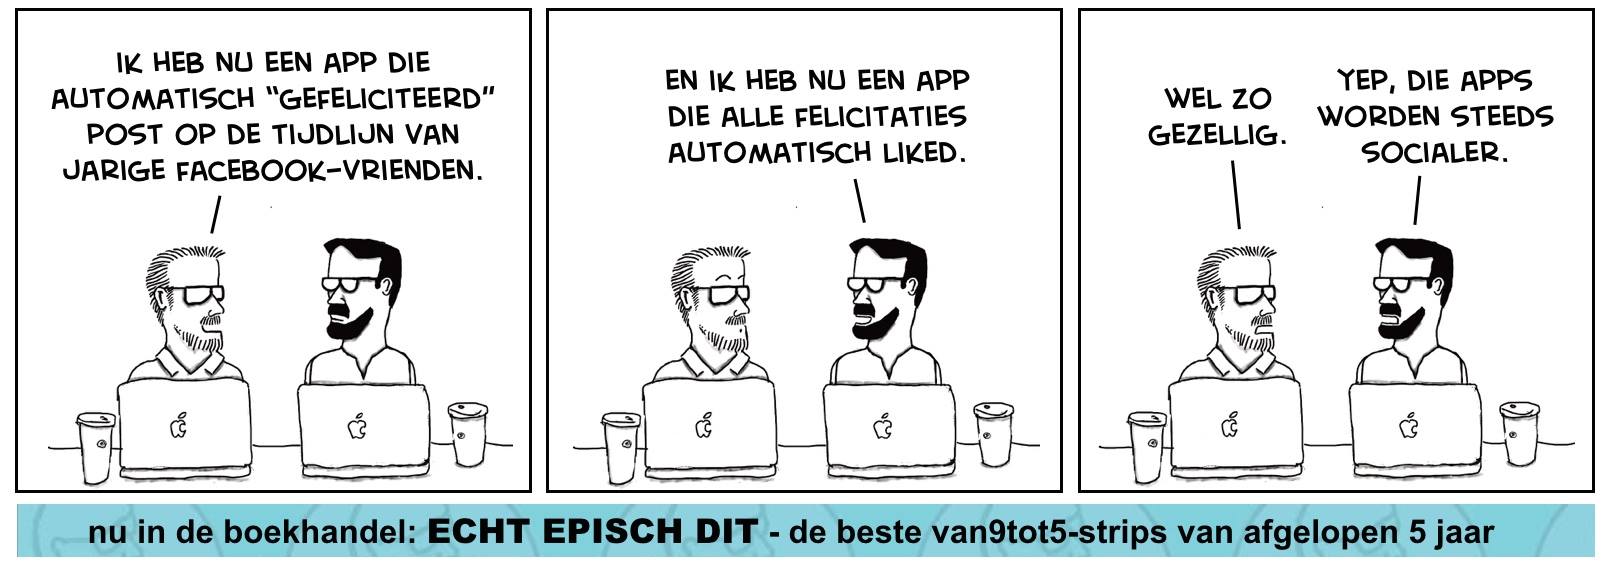 IK HEB NU EEN APP DIE
AUTOMATISCH "GEFELICITEERD"
POST OP DE TIJDLIJN VAN
JARIGE FACEBOOK-VRIENDEN.
EN IK HEB NU EEN APP
DIE ALLE FELICITATIES
AUTOMATISCH LIKED.
WEL ZO
GEZELLIG.
YEP, DIE APPS
WORDEN STEEDS
SOCIALER.
nu in de boekhandel: ECHT EPISCH DIT - de beste van9tot5-strips van afgelopen 5 jaar